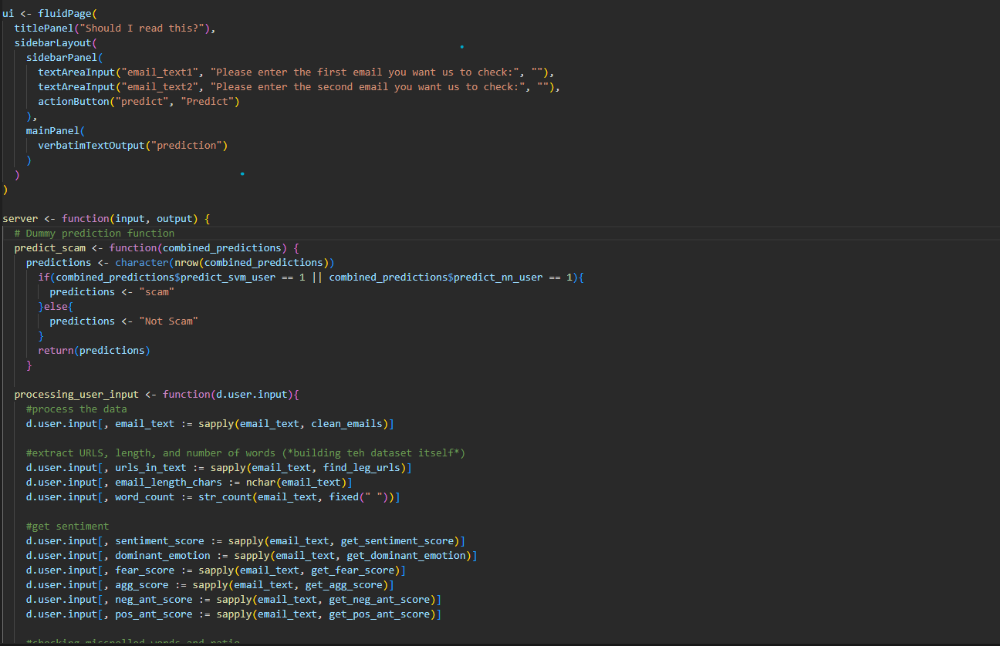 ui <- fluidPage(
  titlePanel("Should I read this?"),
  sidebarLayout(
    sidebarPanel(
      textAreaInput("email_text1", "Please enter the first email you want us to check:", ""),
      textAreaInput("email_text2", "Please enter the second email you want us to check:", ""),
      actionButton("predict", "Predict")
    ),
    mainPanel(
      verbatimTextOutput("prediction")
    )
  )
)

server <- function(input, output) {
  # Dummy prediction function
  predict_scam <- function(combined_predictions) {
    predictions <- character(nrow(combined_predictions))
      if(combined_predictions$predict_svm_user == 1 || combined_predictions$predict_nn_user == 1){
        predictions <- "scam"
      }else{
        predictions <- "Not Scam"
      }
      return(predictions)
    }

  processing_user_input <- function(d.user.input){
    #process the data
    d.user.input[, email_text := sapply(email_text, clean_emails)]

    #extract URLS, length, and number of words (*building teh dataset itself*)
    d.user.input[, urls_in_text := sapply(email_text, find_leg_urls)]
    d.user.input[, email_length_chars := nchar(email_text)]
    d.user.input[, word_count := str_count(email_text, fixed(" "))]

    #get sentiment
    d.user.input[, sentiment_score := sapply(email_text, get_sentiment_score)]
    d.user.input[, dominant_emotion := sapply(email_text, get_dominant_emotion)]
    d.user.input[, fear_score := sapply(email_text, get_fear_score)]
    d.user.input[, agg_score := sapply(email_text, get_agg_score)]
    d.user.input[, neg_ant_score := sapply(email_text, get_neg_ant_score)]
    d.user.input[, pos_ant_score := sapply(email_text, get_pos_ant_score)]

    #checking misspelled words and ratio